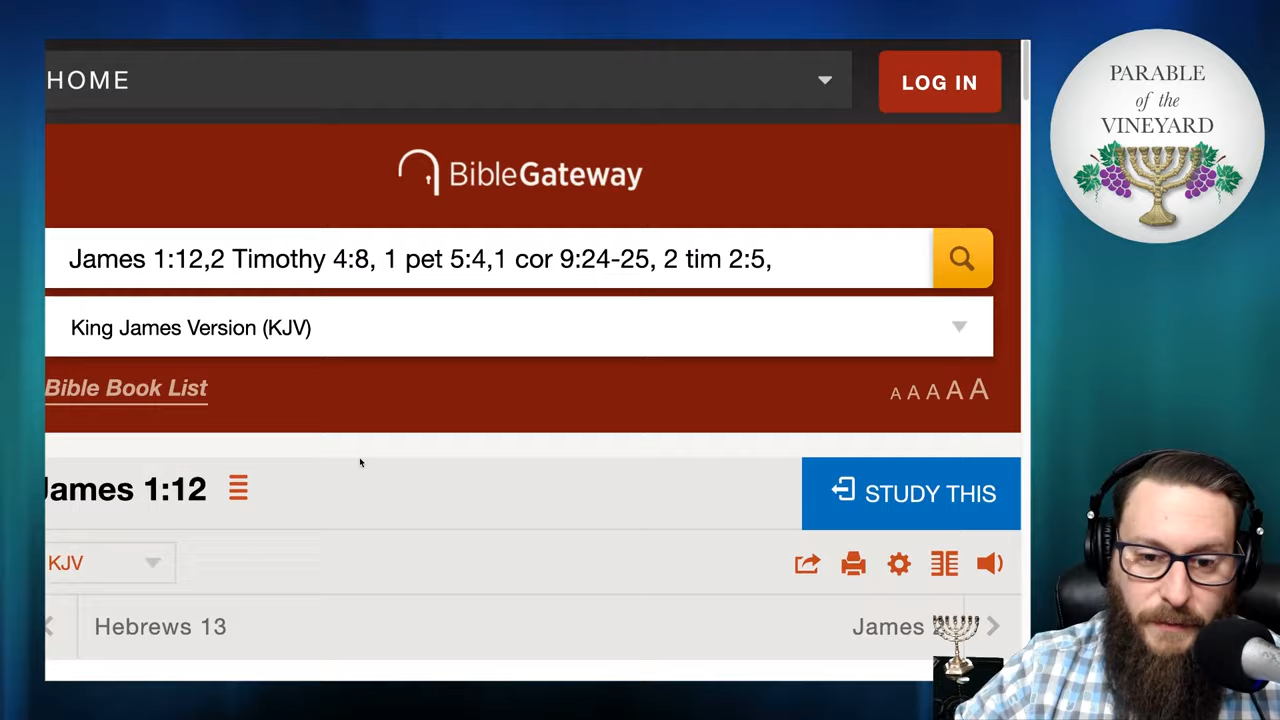 HOME
LOG IN
BibleGateway
James 1:12,2 Timothy 4:8, 1 pet 5:4,1 cor 9:24-25, 2 tim 2:5,
King James Version (KJV)
Bible Book List
A A A A A
James 1:12
STUDY THIS
KJV
Hebrews 13
James
PARABLE
of the
VINEYARD